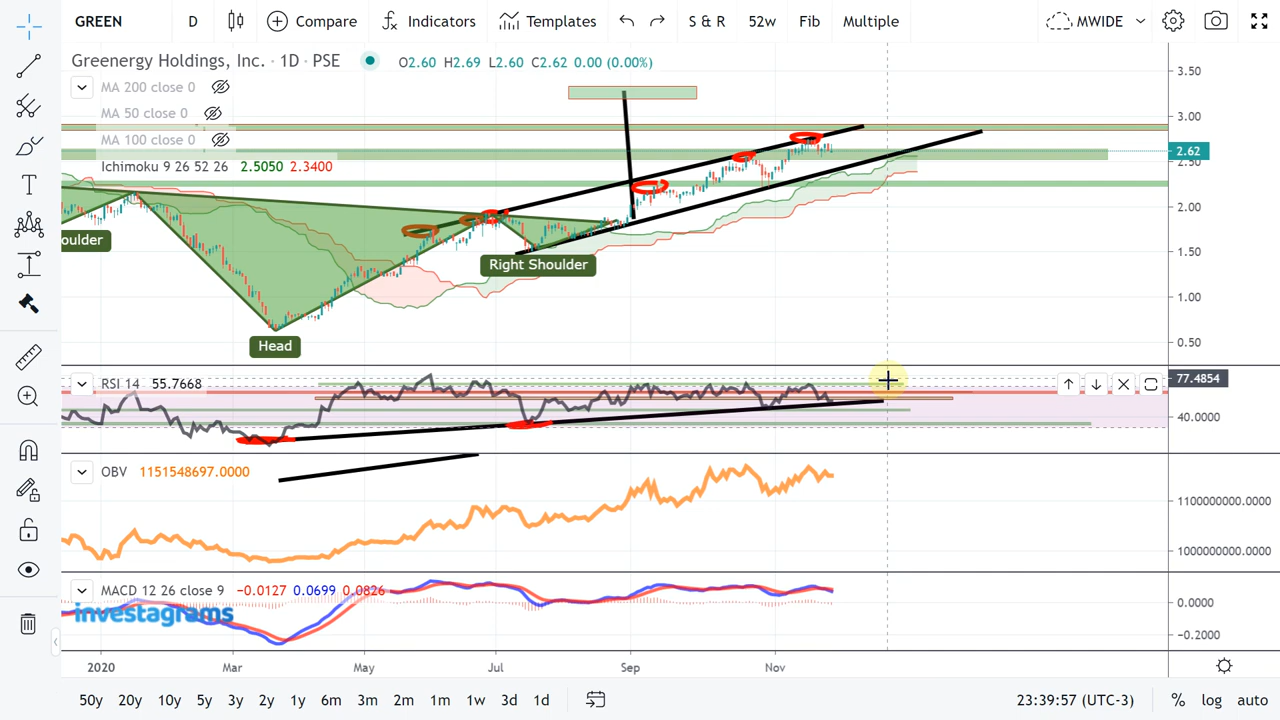 GREEN D Compare Indicators Templates S & R 52w Fib Multiple MWIDE
Greenergy Holdings, Inc. · 1D · PSE O2.60 H2.69 L2.60 C2.62 0.00 (0.00%)
MA 200 close 0
MA 50 close 0
MA 100 close 0
Ichimoku 9 26 52 26 2.5050 2.3400
3.50
3.00
2.62
2.50
2.00
1.50
1.00
0.50
oulder
Right Shoulder
Head
RSI 14 55.7668
77.4854
40.0000
OBV 1151548697.0000
1100000000.0000
1000000000.0000
MACD 12 26 close 9 −0.0127 0.0699 0.0826
0.0000
−0.2000
investagrams
2020 Mar May Jul Sep Nov
50y 20y 10y 5y 3y 2y 1y 6m 3m 2m 1m 1w 3d 1d 23:39:57 (UTC-3) % log auto